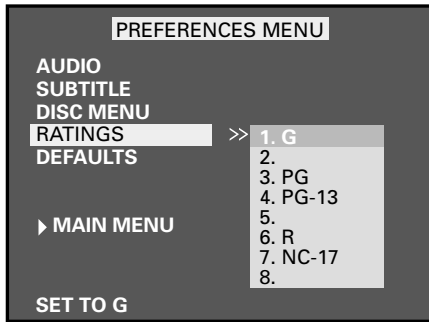 PREFERENCES MENU
AUDIO
SUBTITLE
DISC MENU
RATINGS >> 1. G
DEFAULTS 2.
3. PG
4. PG-13
MAIN MENU 5.
6. R
7. NC-17
8.
SET TO G